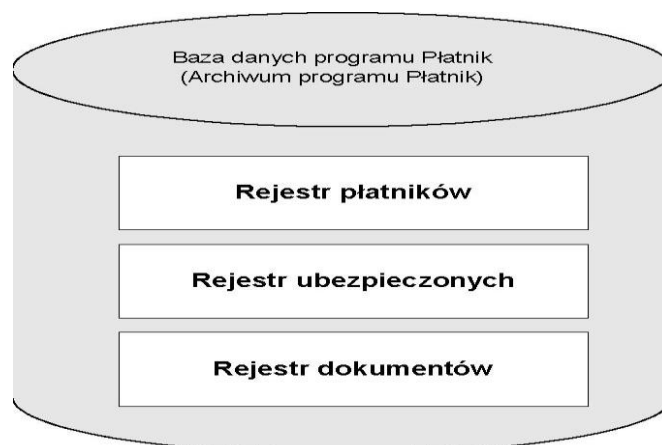 Baza danych programu Płatnik
(Archiwum programu Płatnik)
Rejestr płatników
Rejestr ubezpieczonych
Rejestr dokumentów